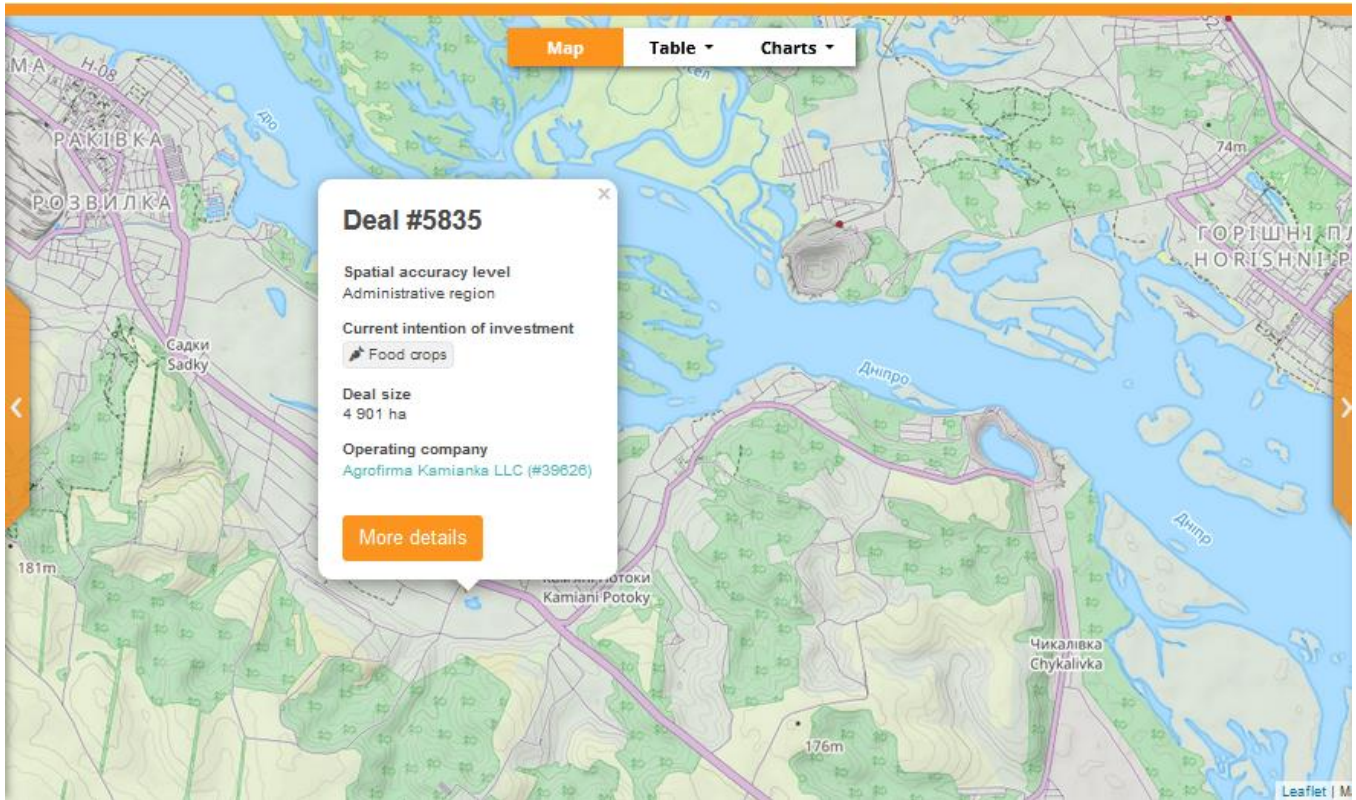 Map Table Charts
МА
Н-08
РАКІВКА
РОЗВИЛКА
74m
ГОРІШНІ
HORISHNI
×
Deal #5835
Spatial accuracy level
Administrative region
Current intention of investment
Food crops
Deal size
4 901 ha
Operating company
Agrofirma Kamianka LLC (#39626)
More details
Садки
Sadky
Дніпро
Дніпр
181m
Kamiani Potoky
Чикалівка
Chykalivka
176m
Leaflet |